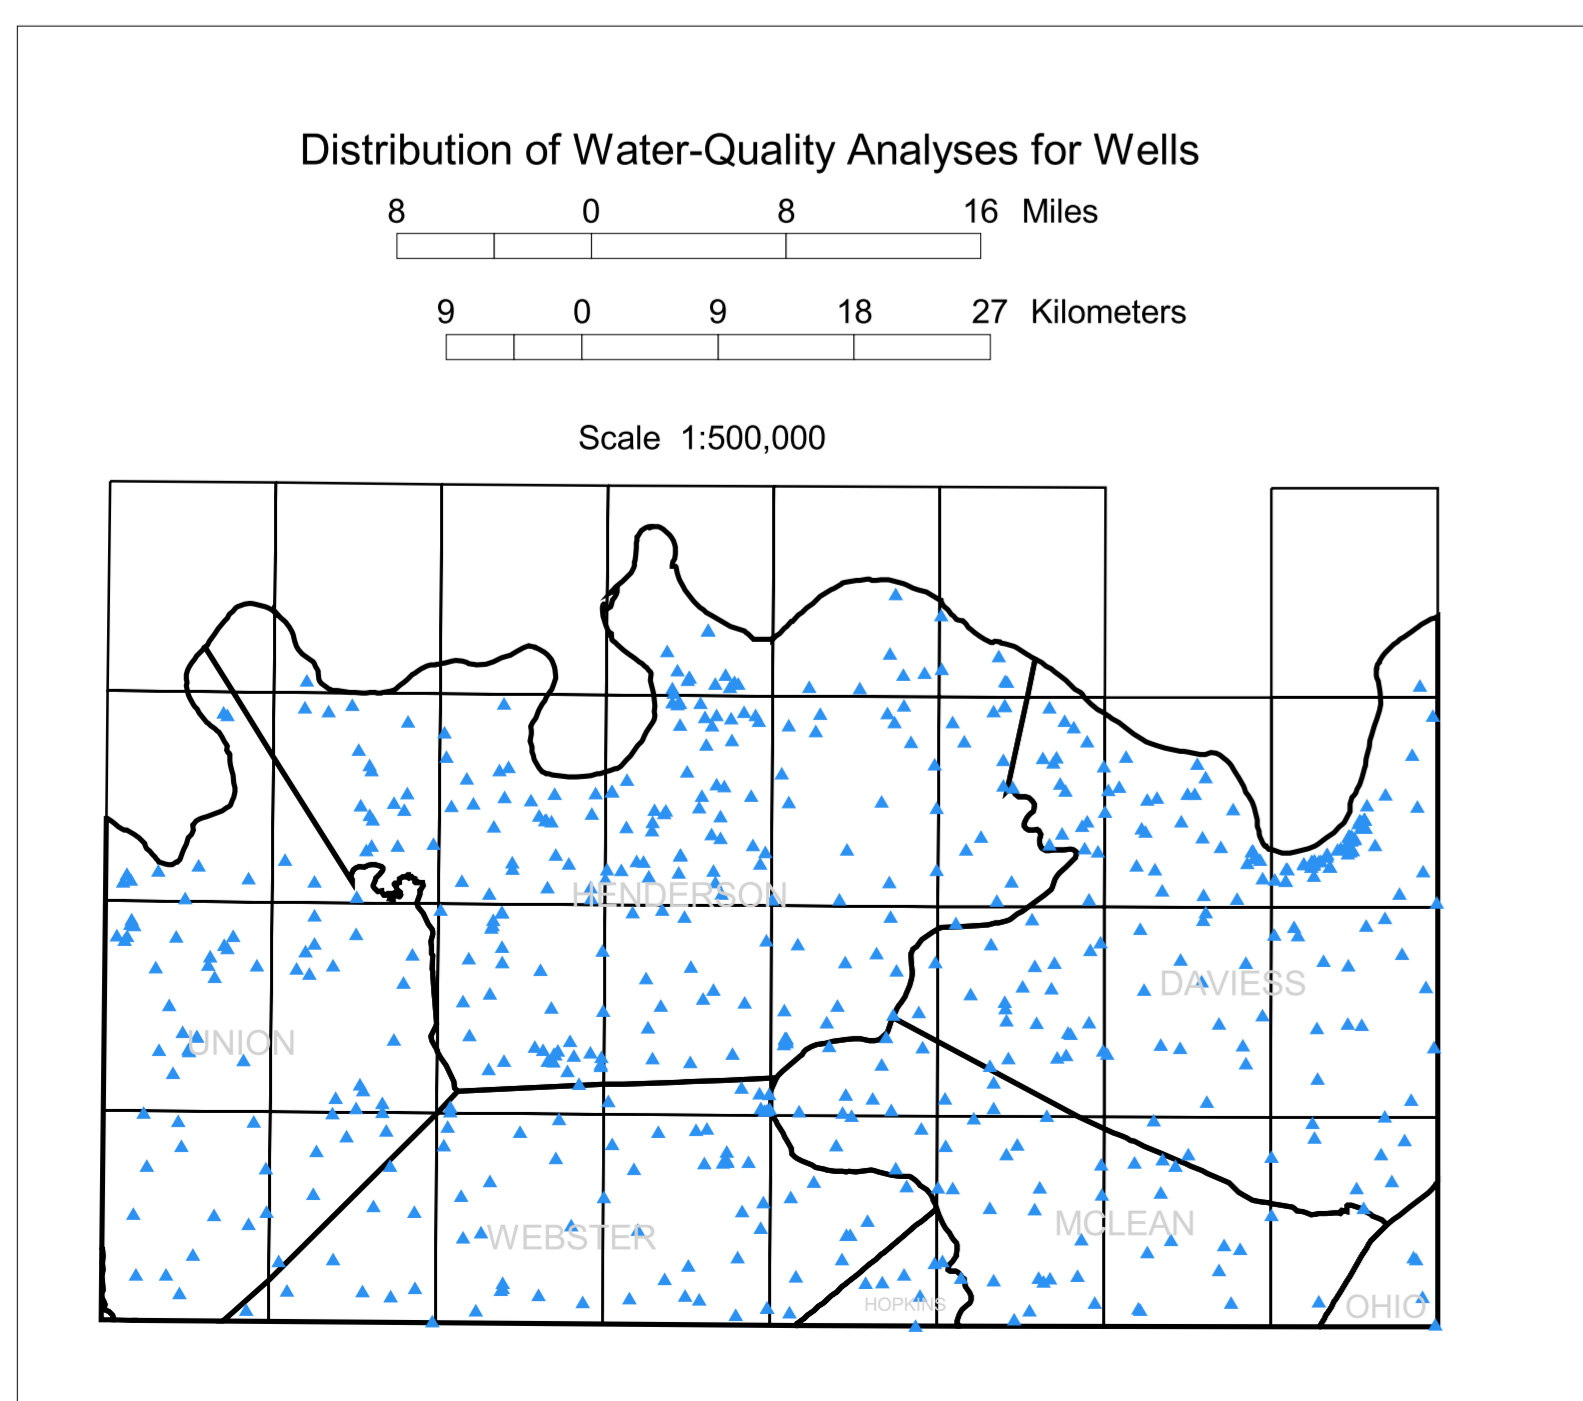 Distribution of Water-Quality Analyses for Wells
8 0 8 16 Miles
9 0 9 18 27 Kilometers
Scale 1:500,000
HENDERSON
DAVIESS
UNION
MCLEAN
WEBSTER
HOPKINS
OHIO